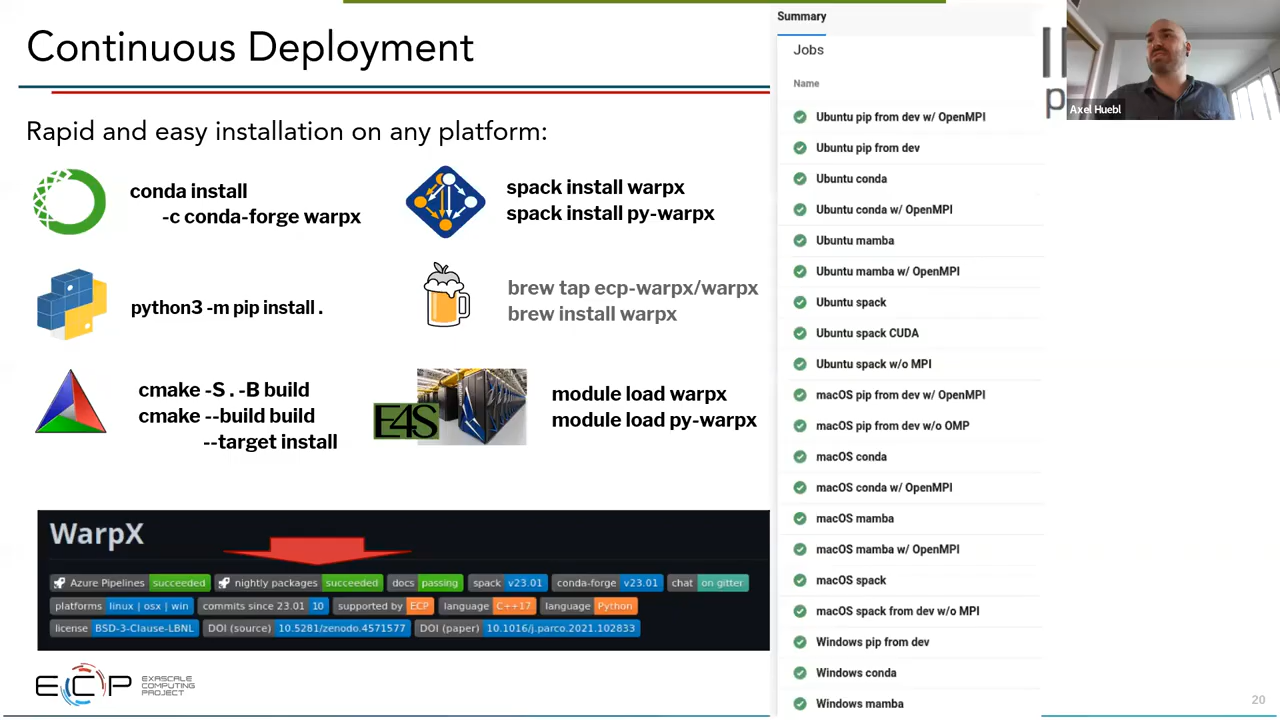 Continuous Deployment
Rapid and easy installation on any platform:
conda install
-c conda-forge warpx
spack install warpx
spack install py-warpx
python3 -m pip install .
brew tap ecp-warpx/warpx
brew install warpx
cmake -S . -B build
cmake --build build
--target install
E4S
module load warpx
module load py-warpx
WarpX
Azure Pipelines succeeded nightly packages succeeded docs passing spack v23.01 conda-forge v23.01 chat on gitter
platforms linux | osx | win commits since 23.01 10 supported by ECP language C++17 language Python
license BSD-3-Clause-LBNL DOI (source) 10.5281/zenodo.4571577 DOI (paper) 10.1016/j.parco.2021.102833
ECP
EXASCALE
COMPUTING
PROJECT
Summary
Jobs
Name
Ubuntu pip from dev w/ OpenMPI
Ubuntu pip from dev
Ubuntu conda
Ubuntu conda w/ OpenMPI
Ubuntu mamba
Ubuntu mamba w/ OpenMPI
Ubuntu spack
Ubuntu spack CUDA
Ubuntu spack w/o MPI
macOS pip from dev w/ OpenMPI
macOS pip from dev w/o OMP
macOS conda
macOS conda w/ OpenMPI
macOS mamba
macOS mamba w/ OpenMPI
macOS spack
macOS spack from dev w/o MPI
Windows pip from dev
Windows conda
Windows mamba
Axel Huebl
20